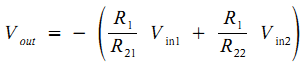 V_out = − ( R_1/R_21 V_in1 + R_1/R_22 V_in2 )